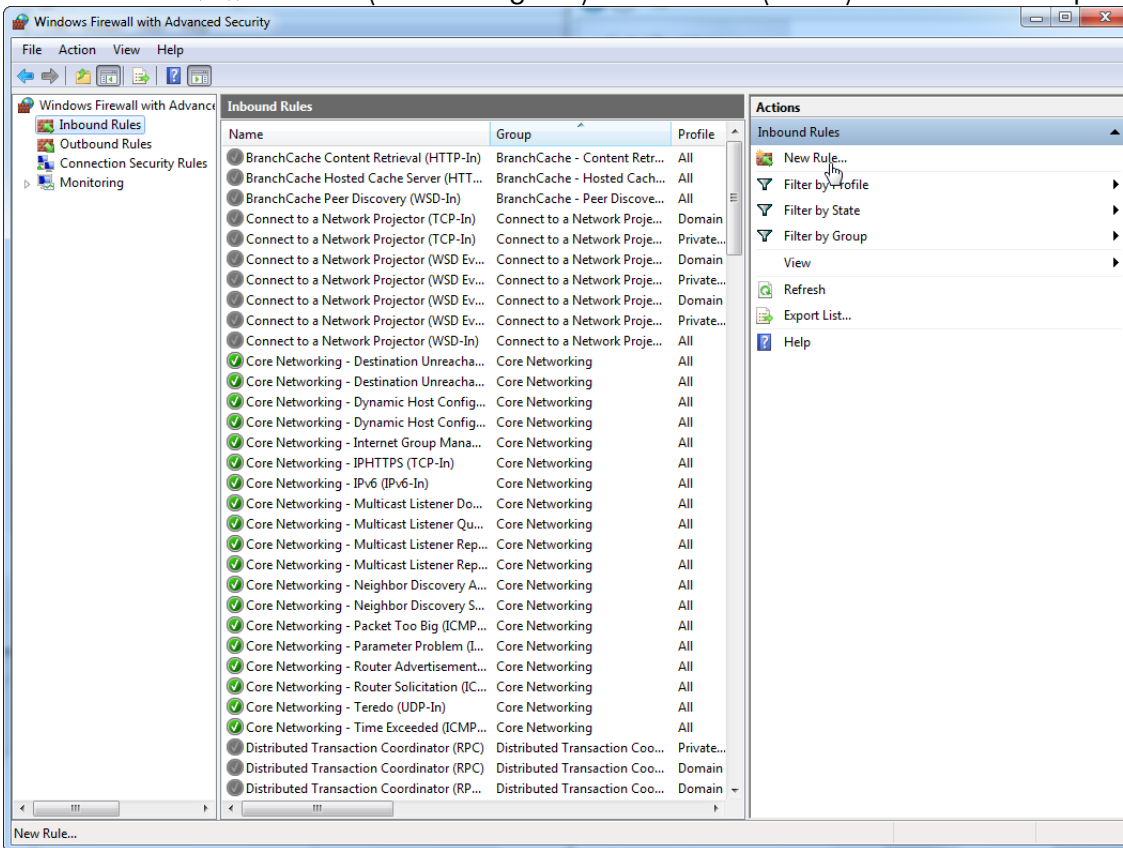 Windows Firewall with Advanced Security
File Action View Help
Windows Firewall with Advance
Inbound Rules
Outbound Rules
Connection Security Rules
Monitoring
Inbound Rules
Name Group Profile
BranchCache Content Retrieval (HTTP-In) BranchCache - Content Retr... All
BranchCache Hosted Cache Server (HTT... BranchCache - Hosted Cach... All
BranchCache Peer Discovery (WSD-In) BranchCache - Peer Discove... All
Connect to a Network Projector (TCP-In) Connect to a Network Proje... Domain
Connect to a Network Projector (TCP-In) Connect to a Network Proje... Private...
Connect to a Network Projector (WSD Ev... Connect to a Network Proje... Domain
Connect to a Network Projector (WSD Ev... Connect to a Network Proje... Private...
Connect to a Network Projector (WSD Ev... Connect to a Network Proje... Domain
Connect to a Network Projector (WSD Ev... Connect to a Network Proje... Private...
Connect to a Network Projector (WSD-In) Connect to a Network Proje... All
Core Networking - Destination Unreacha... Core Networking All
Core Networking - Destination Unreacha... Core Networking All
Core Networking - Dynamic Host Config... Core Networking All
Core Networking - Dynamic Host Config... Core Networking All
Core Networking - Internet Group Mana... Core Networking All
Core Networking - IPHTTPS (TCP-In) Core Networking All
Core Networking - IPv6 (IPv6-In) Core Networking All
Core Networking - Multicast Listener Do... Core Networking All
Core Networking - Multicast Listener Qu... Core Networking All
Core Networking - Multicast Listener Rep... Core Networking All
Core Networking - Multicast Listener Rep... Core Networking All
Core Networking - Neighbor Discovery A... Core Networking All
Core Networking - Neighbor Discovery S... Core Networking All
Core Networking - Packet Too Big (ICMP... Core Networking All
Core Networking - Parameter Problem (I... Core Networking All
Core Networking - Router Advertisement... Core Networking All
Core Networking - Router Solicitation (IC... Core Networking All
Core Networking - Teredo (UDP-In) Core Networking All
Core Networking - Time Exceeded (ICMP... Core Networking All
Distributed Transaction Coordinator (RPC) Distributed Transaction Coo... Private...
Distributed Transaction Coordinator (RPC) Distributed Transaction Coo... Domain
Distributed Transaction Coordinator (RP... Distributed Transaction Coo... Domain
Actions
Inbound Rules
New Rule...
Filter by Profile
Filter by State
Filter by Group
View
Refresh
Export List...
Help
New Rule...